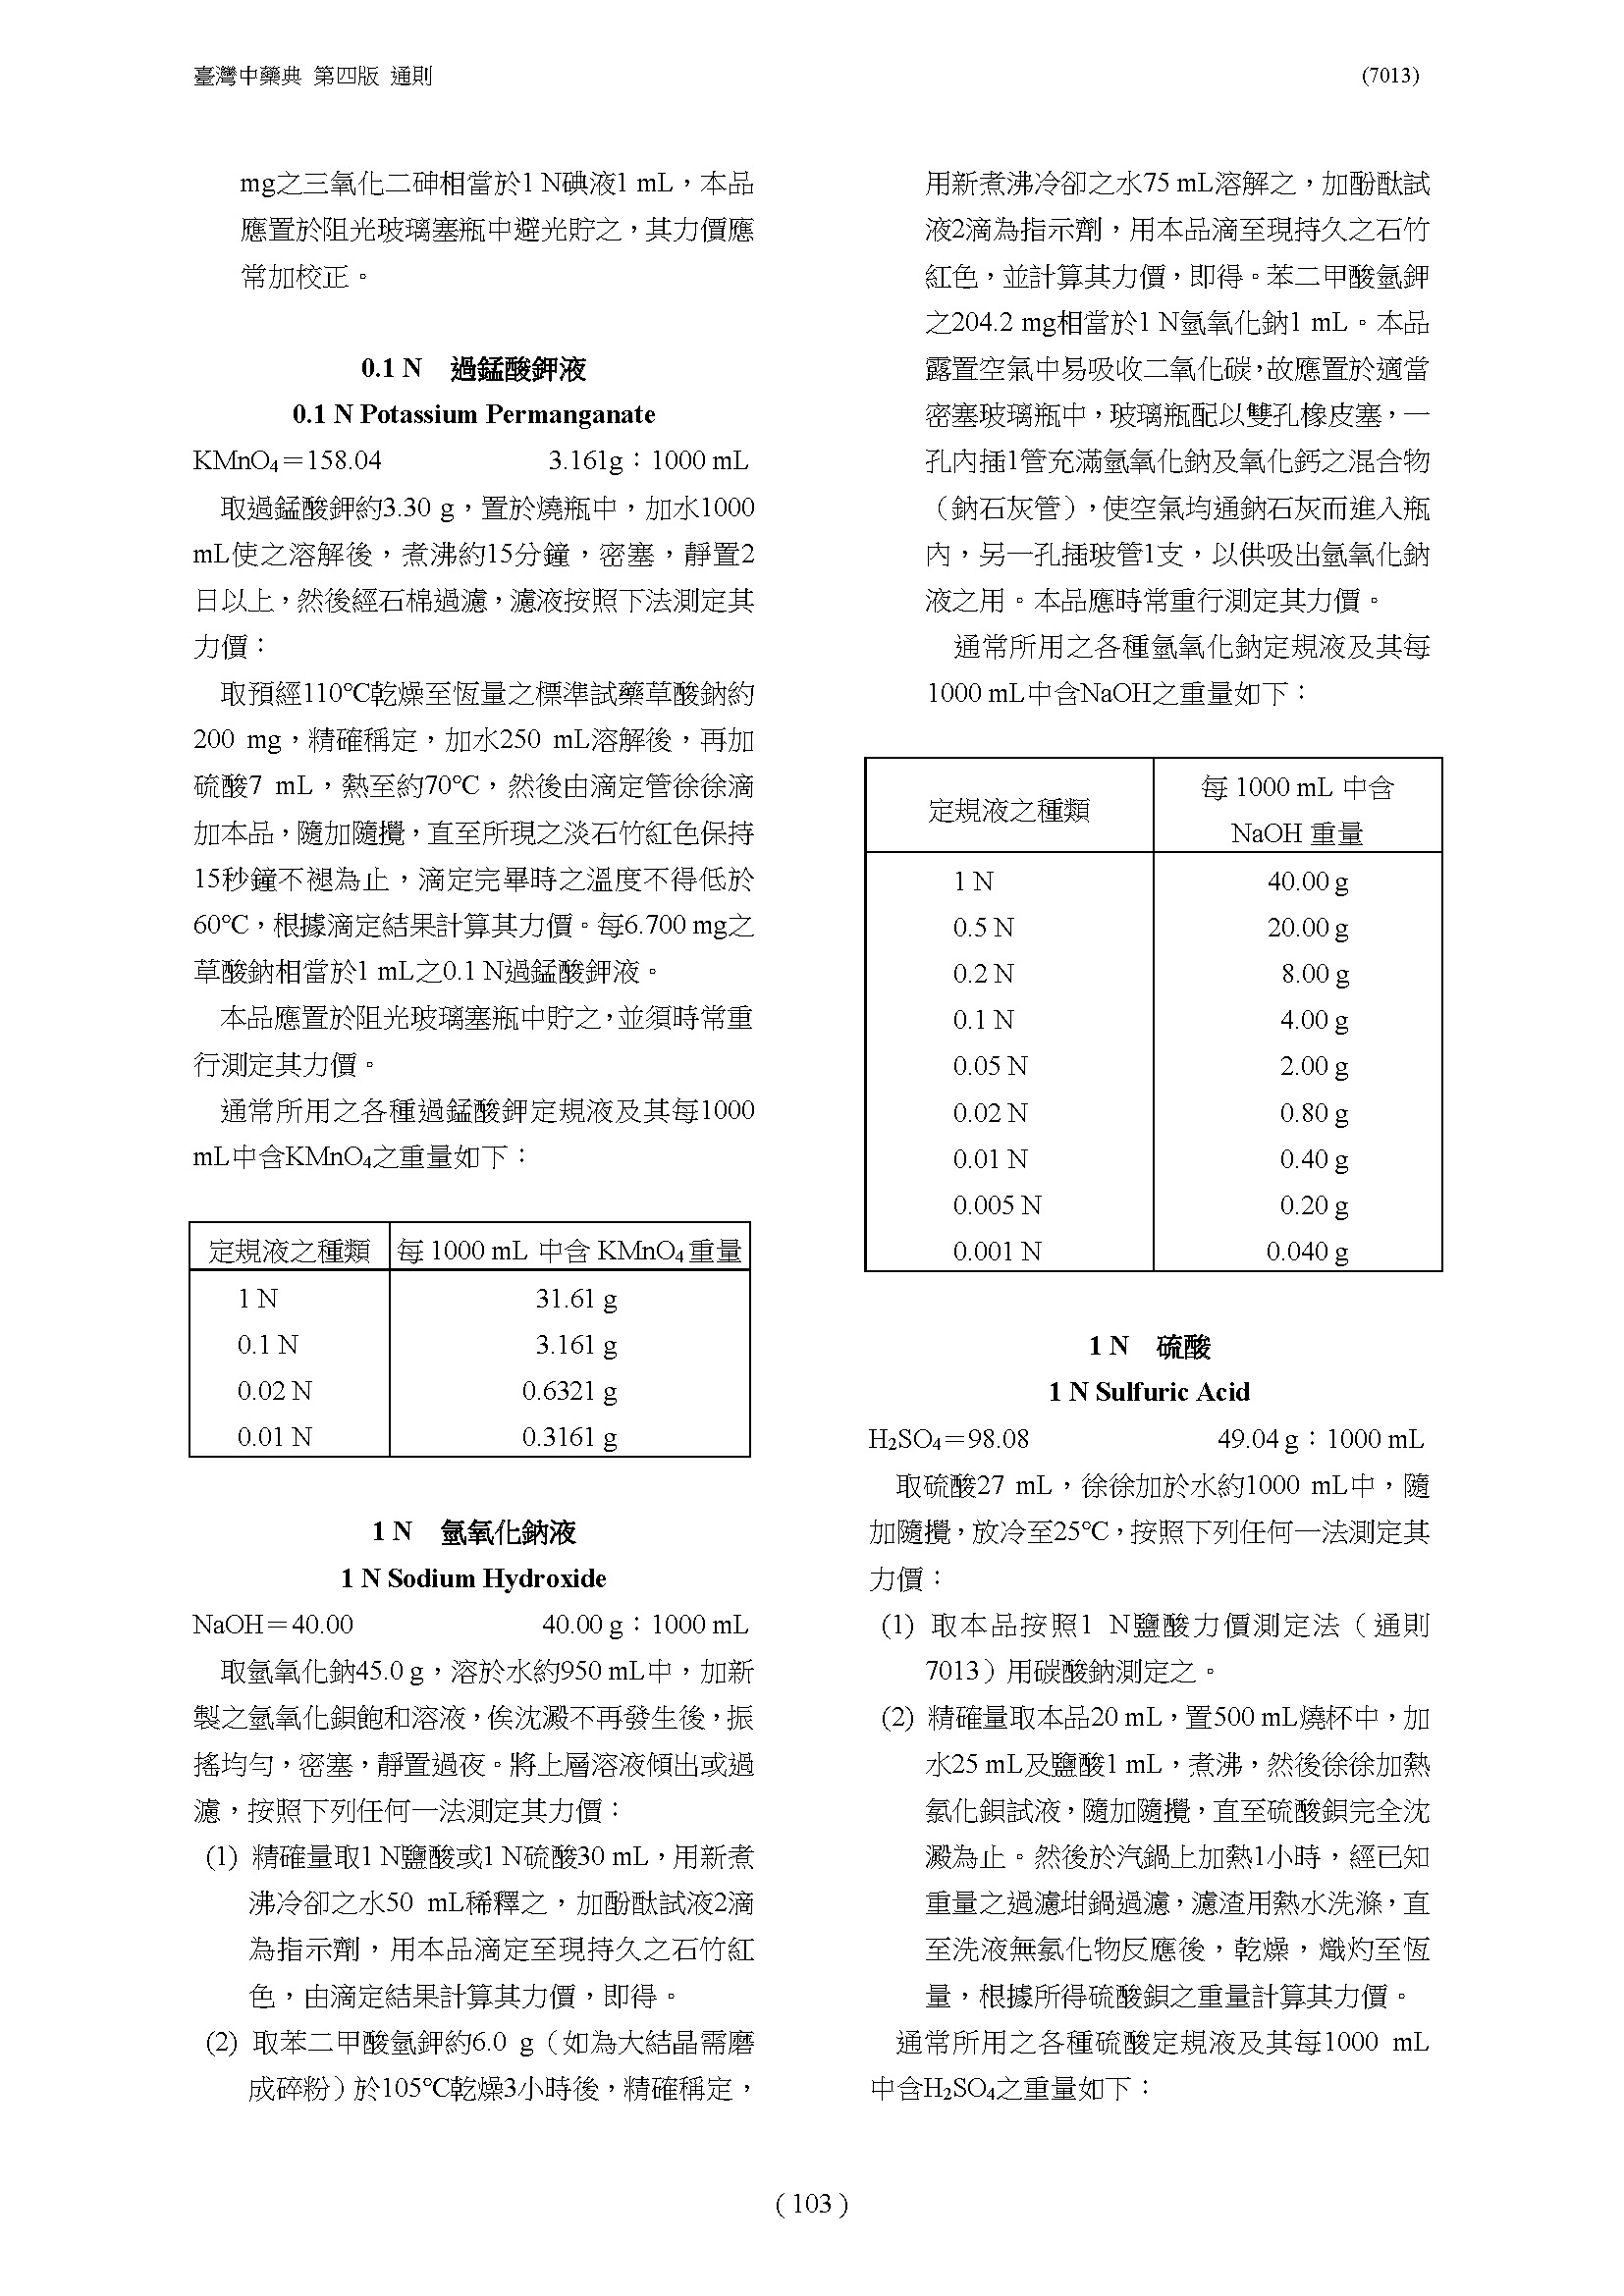 臺灣中藥典 第四版 通則
(7013)
mg之三氧化二砷相當於1 N碘液1 mL，本品
應置於阻光玻璃塞瓶中避光貯之，其力價應
常加校正。
0.1 N 過錳酸鉀液
0.1 N Potassium Permanganate
KMnO₄＝158.04 3.161g：1000 mL
取過錳酸鉀約3.30 g，置於燒瓶中，加水1000
mL使之溶解後，煮沸約15分鐘，密塞，靜置2
日以上，然後經石棉過濾，濾液按照下法測定其
力價：
取預經110℃乾燥至恆量之標準試藥草酸鈉約
200 mg，精確稱定，加水250 mL溶解後，再加
硫酸7 mL，熱至約70℃，然後由滴定管徐徐滴
加本品，隨加隨攪，直至所現之淡石竹紅色保持
15秒鐘不褪為止，滴定完畢時之溫度不得低於
60℃，根據滴定結果計算其力價。每6.700 mg之
草酸鈉相當於1 mL之0.1 N過錳酸鉀液。
本品應置於阻光玻璃塞瓶中貯之，並須時常重
行測定其力價。
通常所用之各種過錳酸鉀定規液及其每1000
mL中含KMnO₄之重量如下：
定規液之種類 每 1000 mL 中含 KMnO₄ 重量
1 N 31.61 g
0.1 N 3.161 g
0.02 N 0.6321 g
0.01 N 0.3161 g
1 N 氫氧化鈉液
1 N Sodium Hydroxide
NaOH＝40.00 40.00 g：1000 mL
取氫氧化鈉45.0 g，溶於水約950 mL中，加新
製之氫氧化鋇飽和溶液，俟沈澱不再發生後，振
搖均勻，密塞，靜置過夜。將上層溶液傾出或過
濾，按照下列任何一法測定其力價：
(1) 精確量取1 N鹽酸或1 N硫酸30 mL，用新煮
沸冷卻之水50 mL稀釋之，加酚酞試液2滴
為指示劑，用本品滴定至現持久之石竹紅
色，由滴定結果計算其力價，即得。
(2) 取苯二甲酸氫鉀約6.0 g（如為大結晶需磨
成碎粉）於105℃乾燥3小時後，精確稱定，
用新煮沸冷卻之水75 mL溶解之，加酚酞試
液2滴為指示劑，用本品滴至現持久之石竹
紅色，並計算其力價，即得。苯二甲酸氫鉀
之204.2 mg相當於1 N氫氧化鈉1 mL。本品
露置空氣中易吸收二氧化碳，故應置於適當
密塞玻璃瓶中，玻璃瓶配以雙孔橡皮塞，一
孔內插1管充滿氫氧化鈉及氧化鈣之混合物
（鈉石灰管），使空氣均通鈉石灰而進入瓶
內，另一孔插玻管1支，以供吸出氫氧化鈉
液之用。本品應時常重行測定其力價。
通常所用之各種氫氧化鈉定規液及其每
1000 mL中含NaOH之重量如下：
定規液之種類 每 1000 mL 中含
NaOH 重量
1 N 40.00 g
0.5 N 20.00 g
0.2 N 8.00 g
0.1 N 4.00 g
0.05 N 2.00 g
0.02 N 0.80 g
0.01 N 0.40 g
0.005 N 0.20 g
0.001 N 0.040 g
1 N 硫酸
1 N Sulfuric Acid
H₂SO₄＝98.08 49.04 g：1000 mL
取硫酸27 mL，徐徐加於水約1000 mL中，隨
加隨攪，放冷至25℃，按照下列任何一法測定其
力價：
(1) 取本品按照1 N鹽酸力價測定法（通則
7013）用碳酸鈉測定之。
(2) 精確量取本品20 mL，置500 mL燒杯中，加
水25 mL及鹽酸1 mL，煮沸，然後徐徐加熱
氯化鋇試液，隨加隨攪，直至硫酸鋇完全沈
澱為止。然後於汽鍋上加熱1小時，經已知
重量之過濾坩鍋過濾，濾渣用熱水洗滌，直
至洗液無氯化物反應後，乾燥，熾灼至恆
量，根據所得硫酸鋇之重量計算其力價。
通常所用之各種硫酸定規液及其每1000 mL
中含H₂SO₄之重量如下：
( 103 )